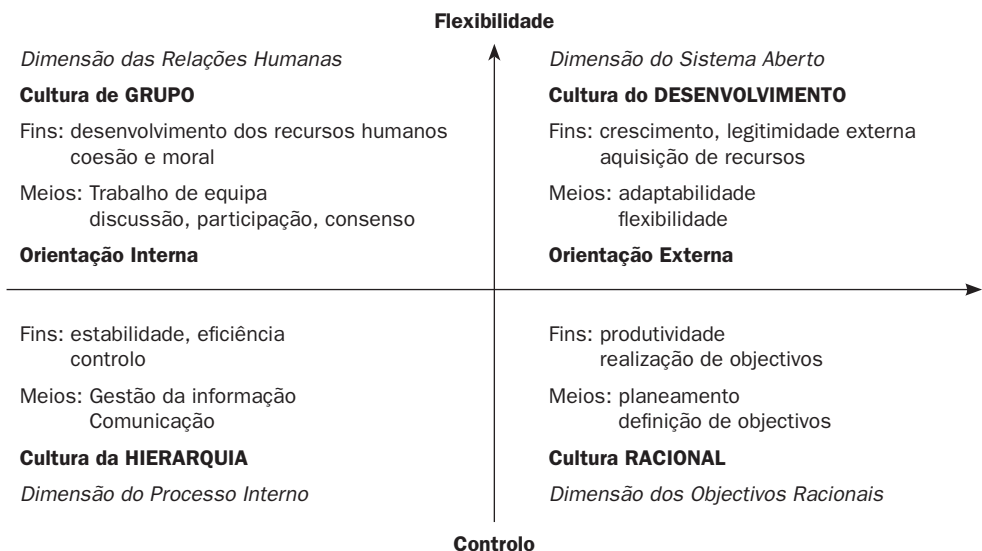 Flexibilidade
Dimensão das Relações Humanas
Cultura de GRUPO
Fins: desenvolvimento dos recursos humanos
coesão e moral
Meios: Trabalho de equipa
discussão, participação, consenso
Orientação Interna
Dimensão do Sistema Aberto
Cultura do DESENVOLVIMENTO
Fins: crescimento, legitimidade externa
aquisição de recursos
Meios: adaptabilidade
flexibilidade
Orientação Externa
Fins: estabilidade, eficiência
controlo
Meios: Gestão da informação
Comunicação
Cultura da HIERARQUIA
Dimensão do Processo Interno
Fins: produtividade
realização de objectivos
Meios: planeamento
definição de objectivos
Cultura RACIONAL
Dimensão dos Objectivos Racionais
Controlo